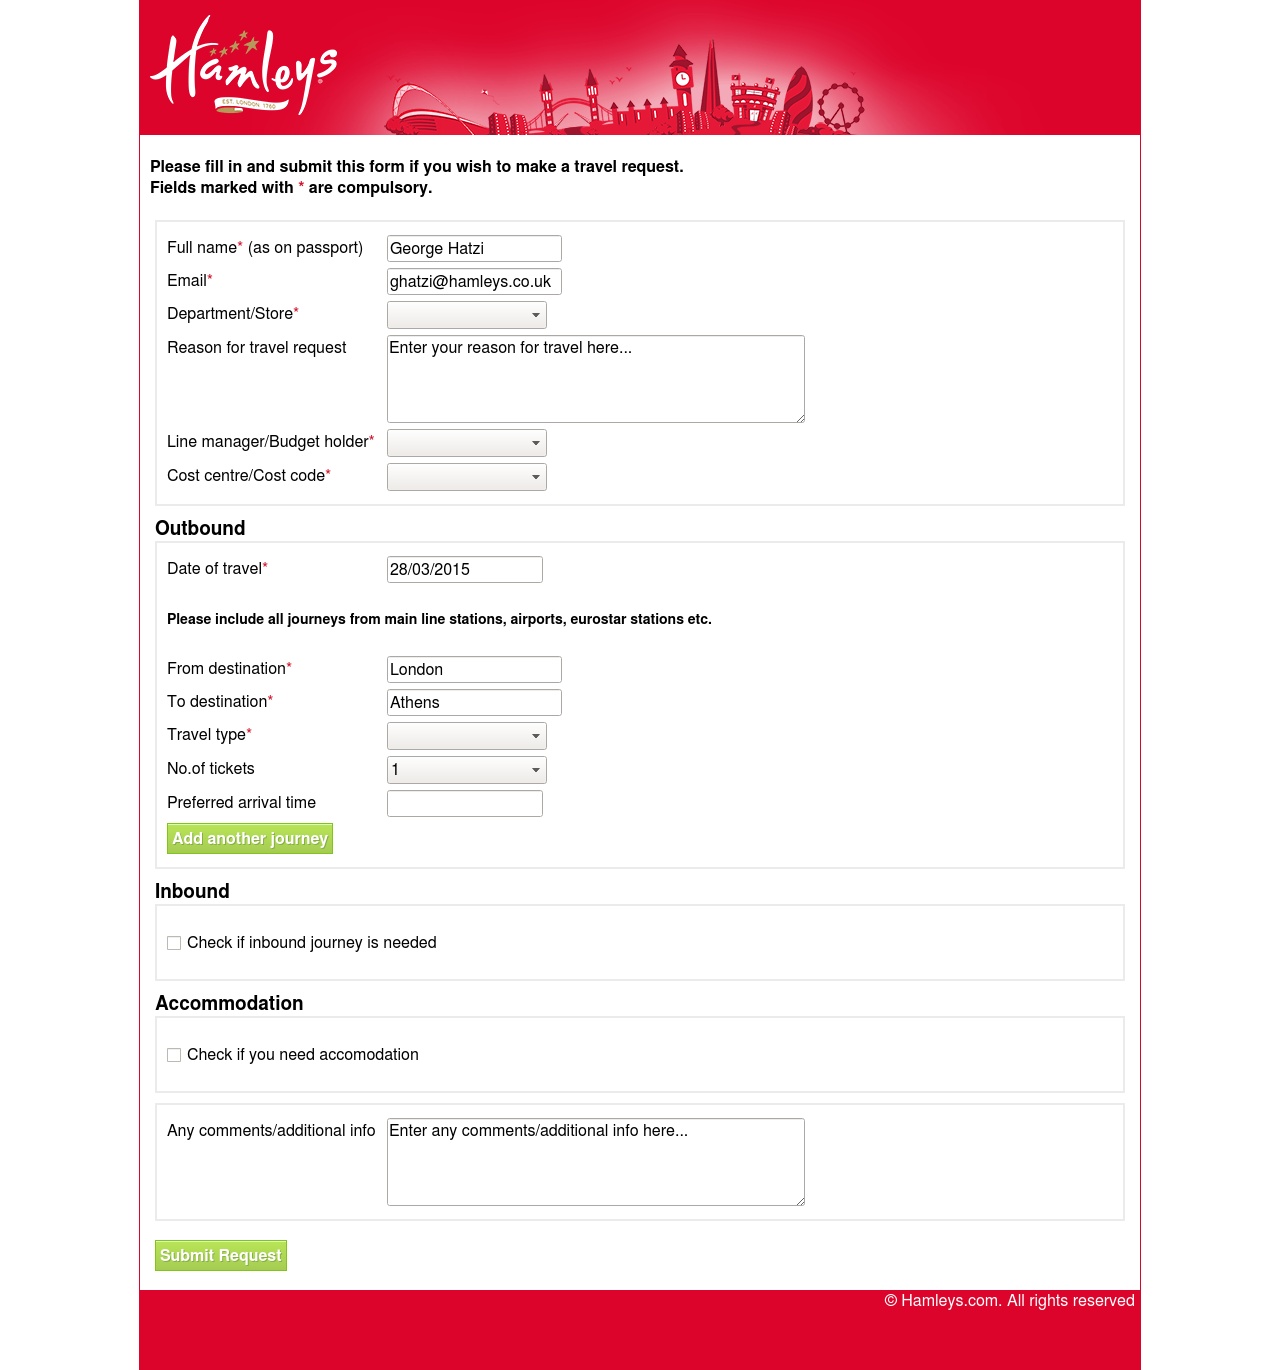 Hamleys
EST. LONDON 1760
Please fill in and submit this form if you wish to make a travel request.
Fields marked with * are compulsory.
Full name* (as on passport) George Hatzi
Email* ghatzi@hamleys.co.uk
Department/Store*
Reason for travel request Enter your reason for travel here...
Line manager/Budget holder*
Cost centre/Cost code*
Outbound
Date of travel* 28/03/2015
Please include all journeys from main line stations, airports, eurostar stations etc.
From destination* London
To destination* Athens
Travel type*
No.of tickets 1
Preferred arrival time
Add another journey
Inbound
Check if inbound journey is needed
Accommodation
Check if you need accomodation
Any comments/additional info Enter any comments/additional info here...
Submit Request
© Hamleys.com. All rights reserved